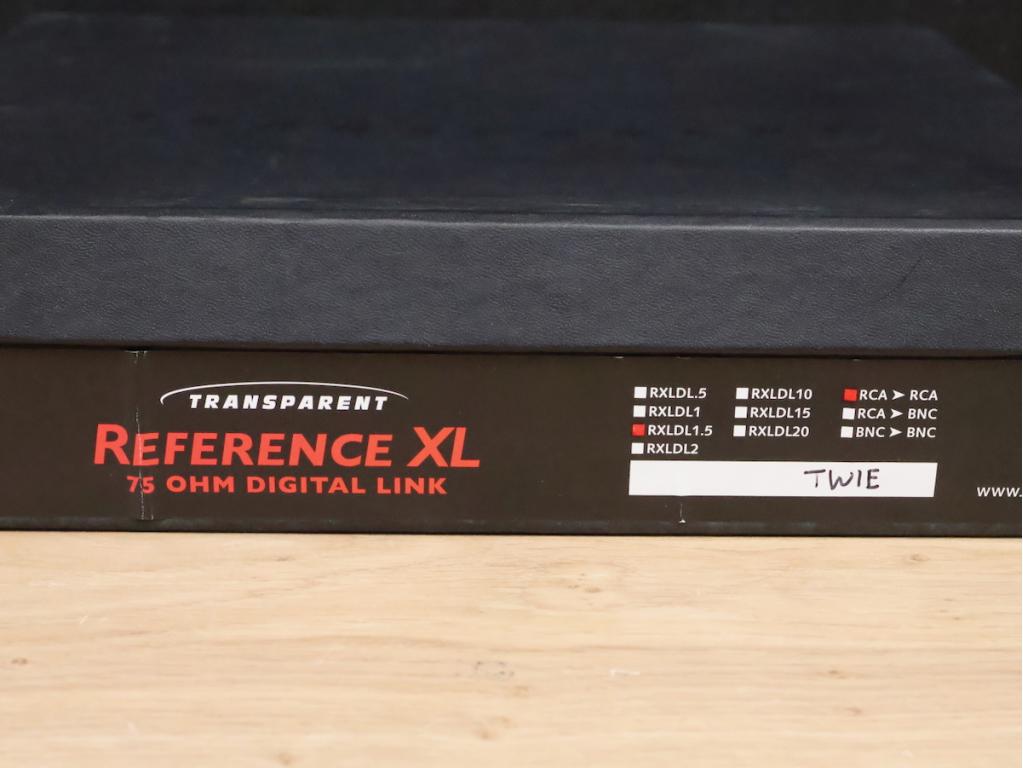 TRANSPARENT
REFERENCE XL
75 OHM DIGITAL LINK
RXLDL.5
RXLDL1
RXLDL1.5
RXLDL2
RXLDL10
RXLDL15
RXLDL20
RCA ➤ RCA
RCA ➤ BNC
BNC ➤ BNC
TWIE
www.